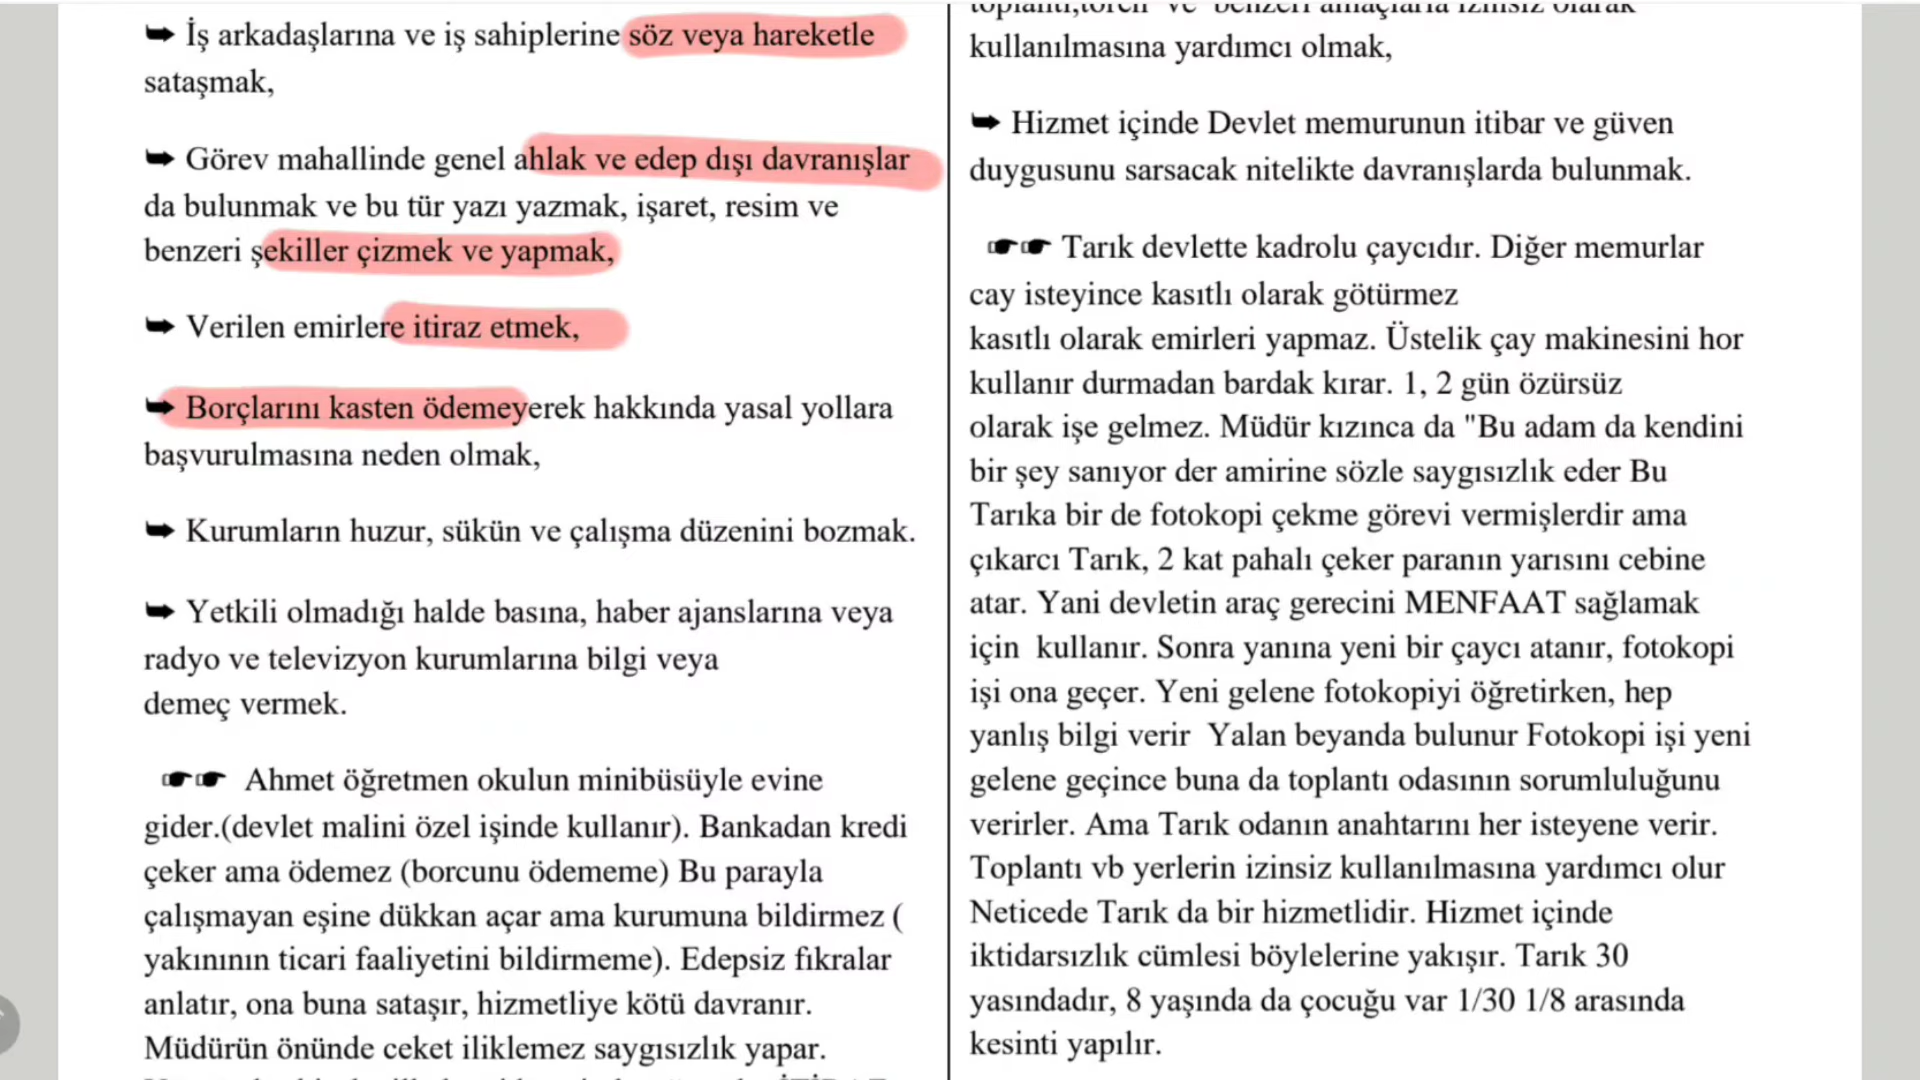 ➥ İş arkadaşlarına ve iş sahiplerine söz veya hareketle
sataşmak,
➥ Görev mahallinde genel ahlak ve edep dışı davranışlar
da bulunmak ve bu tür yazı yazmak, işaret, resim ve
benzeri şekiller çizmek ve yapmak,
➥ Verilen emirlere itiraz etmek,
➥ Borçlarını kasten ödemeyerek hakkında yasal yollara
başvurulmasına neden olmak,
➥ Kurumların huzur, sükün ve çalışma düzenini bozmak.
➥ Yetkili olmadığı halde basına, haber ajanslarına veya
radyo ve televizyon kurumlarına bilgi veya
demeç vermek.
☛☞ Ahmet öğretmen okulun minibüsüyle evine
gider.(devlet malini özel işinde kullanır). Bankadan kredi
çeker ama ödemez (borcunu ödememe) Bu parayla
çalışmayan eşine dükkan açar ama kurumuna bildirmez (
yakınının ticari faaliyetini bildirmeme). Edepsiz fıkralar
anlatır, ona buna sataşır, hizmetliye kötü davranır.
Müdürün önünde ceket iliklemez saygısızlık yapar.
toplantı,tören ve benzeri amaçlarla izinsiz olarak
kullanılmasına yardımcı olmak,
➥ Hizmet içinde Devlet memurunun itibar ve güven
duygusunu sarsacak nitelikte davranışlarda bulunmak.
☛☞ Tarık devlette kadrolu çaycıdır. Diğer memurlar
cay isteyince kasıtlı olarak götürmez
kasıtlı olarak emirleri yapmaz. Üstelik çay makinesini hor
kullanır durmadan bardak kırar. 1, 2 gün özürsüz
olarak işe gelmez. Müdür kızınca da "Bu adam da kendini
bir şey sanıyor der amirine sözle saygısızlık eder Bu
Tarıka bir de fotokopi çekme görevi vermişlerdir ama
çıkarcı Tarık, 2 kat pahalı çeker paranın yarısını cebine
atar. Yani devletin araç gerecini MENFAAT sağlamak
için kullanır. Sonra yanına yeni bir çaycı atanır, fotokopi
işi ona geçer. Yeni gelene fotokopiyi öğretirken, hep
yanlış bilgi verir Yalan beyanda bulunur Fotokopi işi yeni
gelene geçince buna da toplantı odasının sorumluluğunu
verirler. Ama Tarık odanın anahtarını her isteyene verir.
Toplantı vb yerlerin izinsiz kullanılmasına yardımcı olur
Neticede Tarık da bir hizmetlidir. Hizmet içinde
iktidarsızlık cümlesi böylelerine yakışır. Tarık 30
yasındadır, 8 yaşında da çocuğu var 1/30 1/8 arasında
kesinti yapılır.